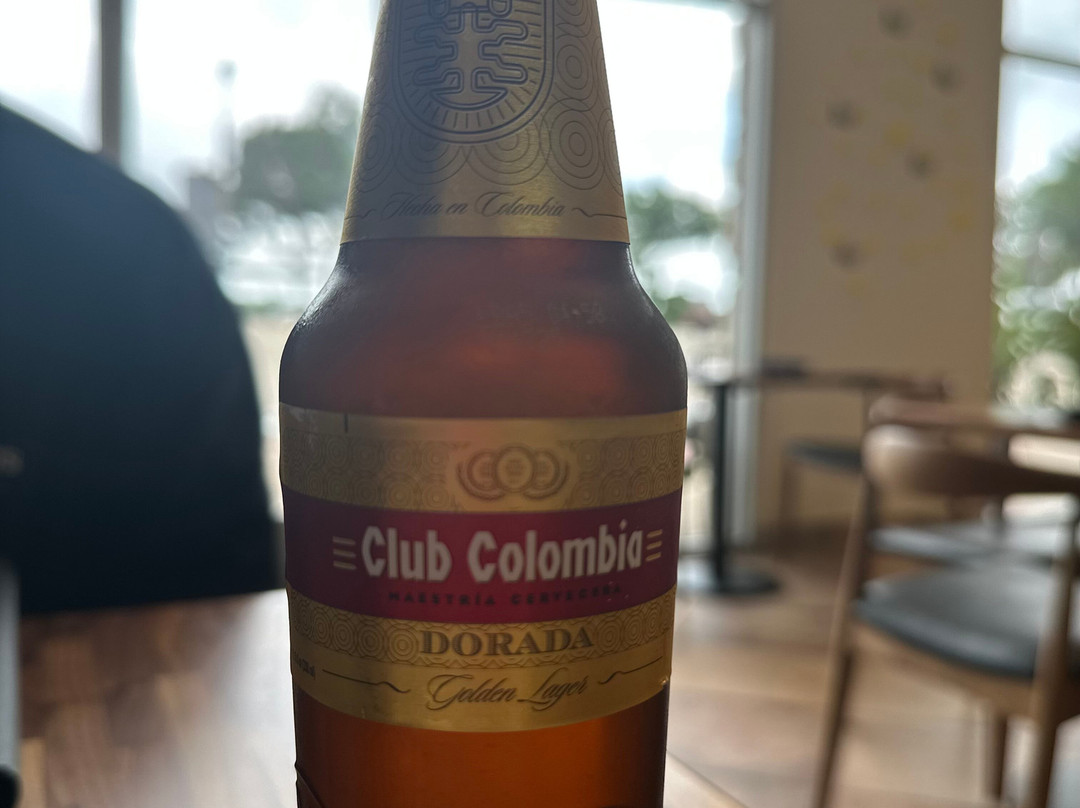 Hecha en Colombia
Club Colombia
MAESTRÍA CERVECERA
DORADA
Golden Lager